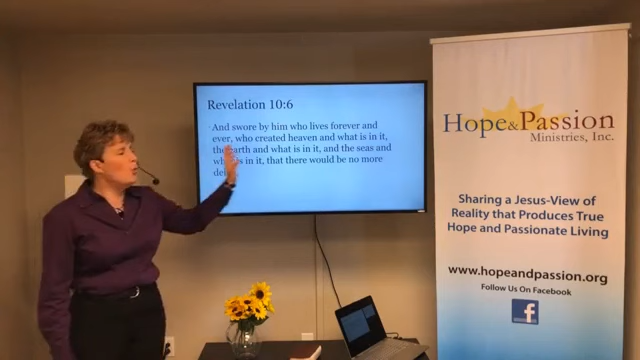 Revelation 10:6
And swore by him who lives forever and
ever, who created heaven and what is in it,
the earth and what is in it, and the seas and
is in it, that there would be no more
Hope&Passion
Ministries, Inc.
Sharing a Jesus-View of
Reality that Produces True
Hope and Passionate Living
www.hopeandpassion.org
Follow Us On Facebook
f